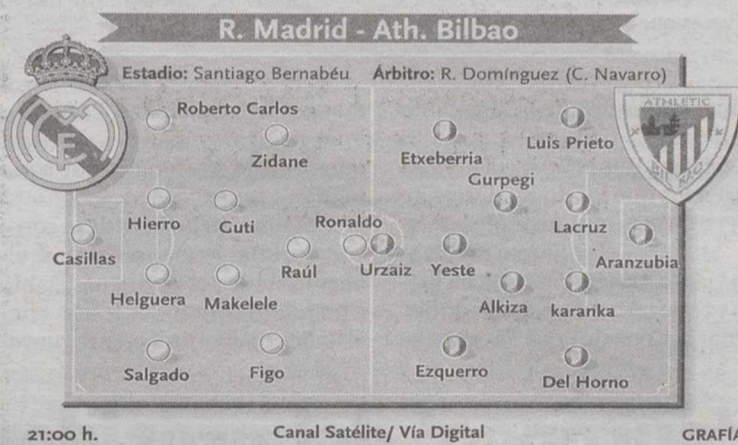 R. Madrid - Ath. Bilbao
Estadio: Santiago Bernabéu Árbitro: R. Domínguez (C. Navarro)
ATHLETIC
BILBAO
Roberto Carlos
Zidane
Etxeberria
Luis Prieto
Gurpegi
Hierro
Guti
Ronaldo
Lacruz
Casillas
Raúl
Urzaiz
Yeste
Aranzubia
Helguera
Makelele
Alkiza
karanka
Salgado
Figo
Ezquerro
Del Horno
21:00 h.
Canal Satélite/ Vía Digital
GRAFÍA